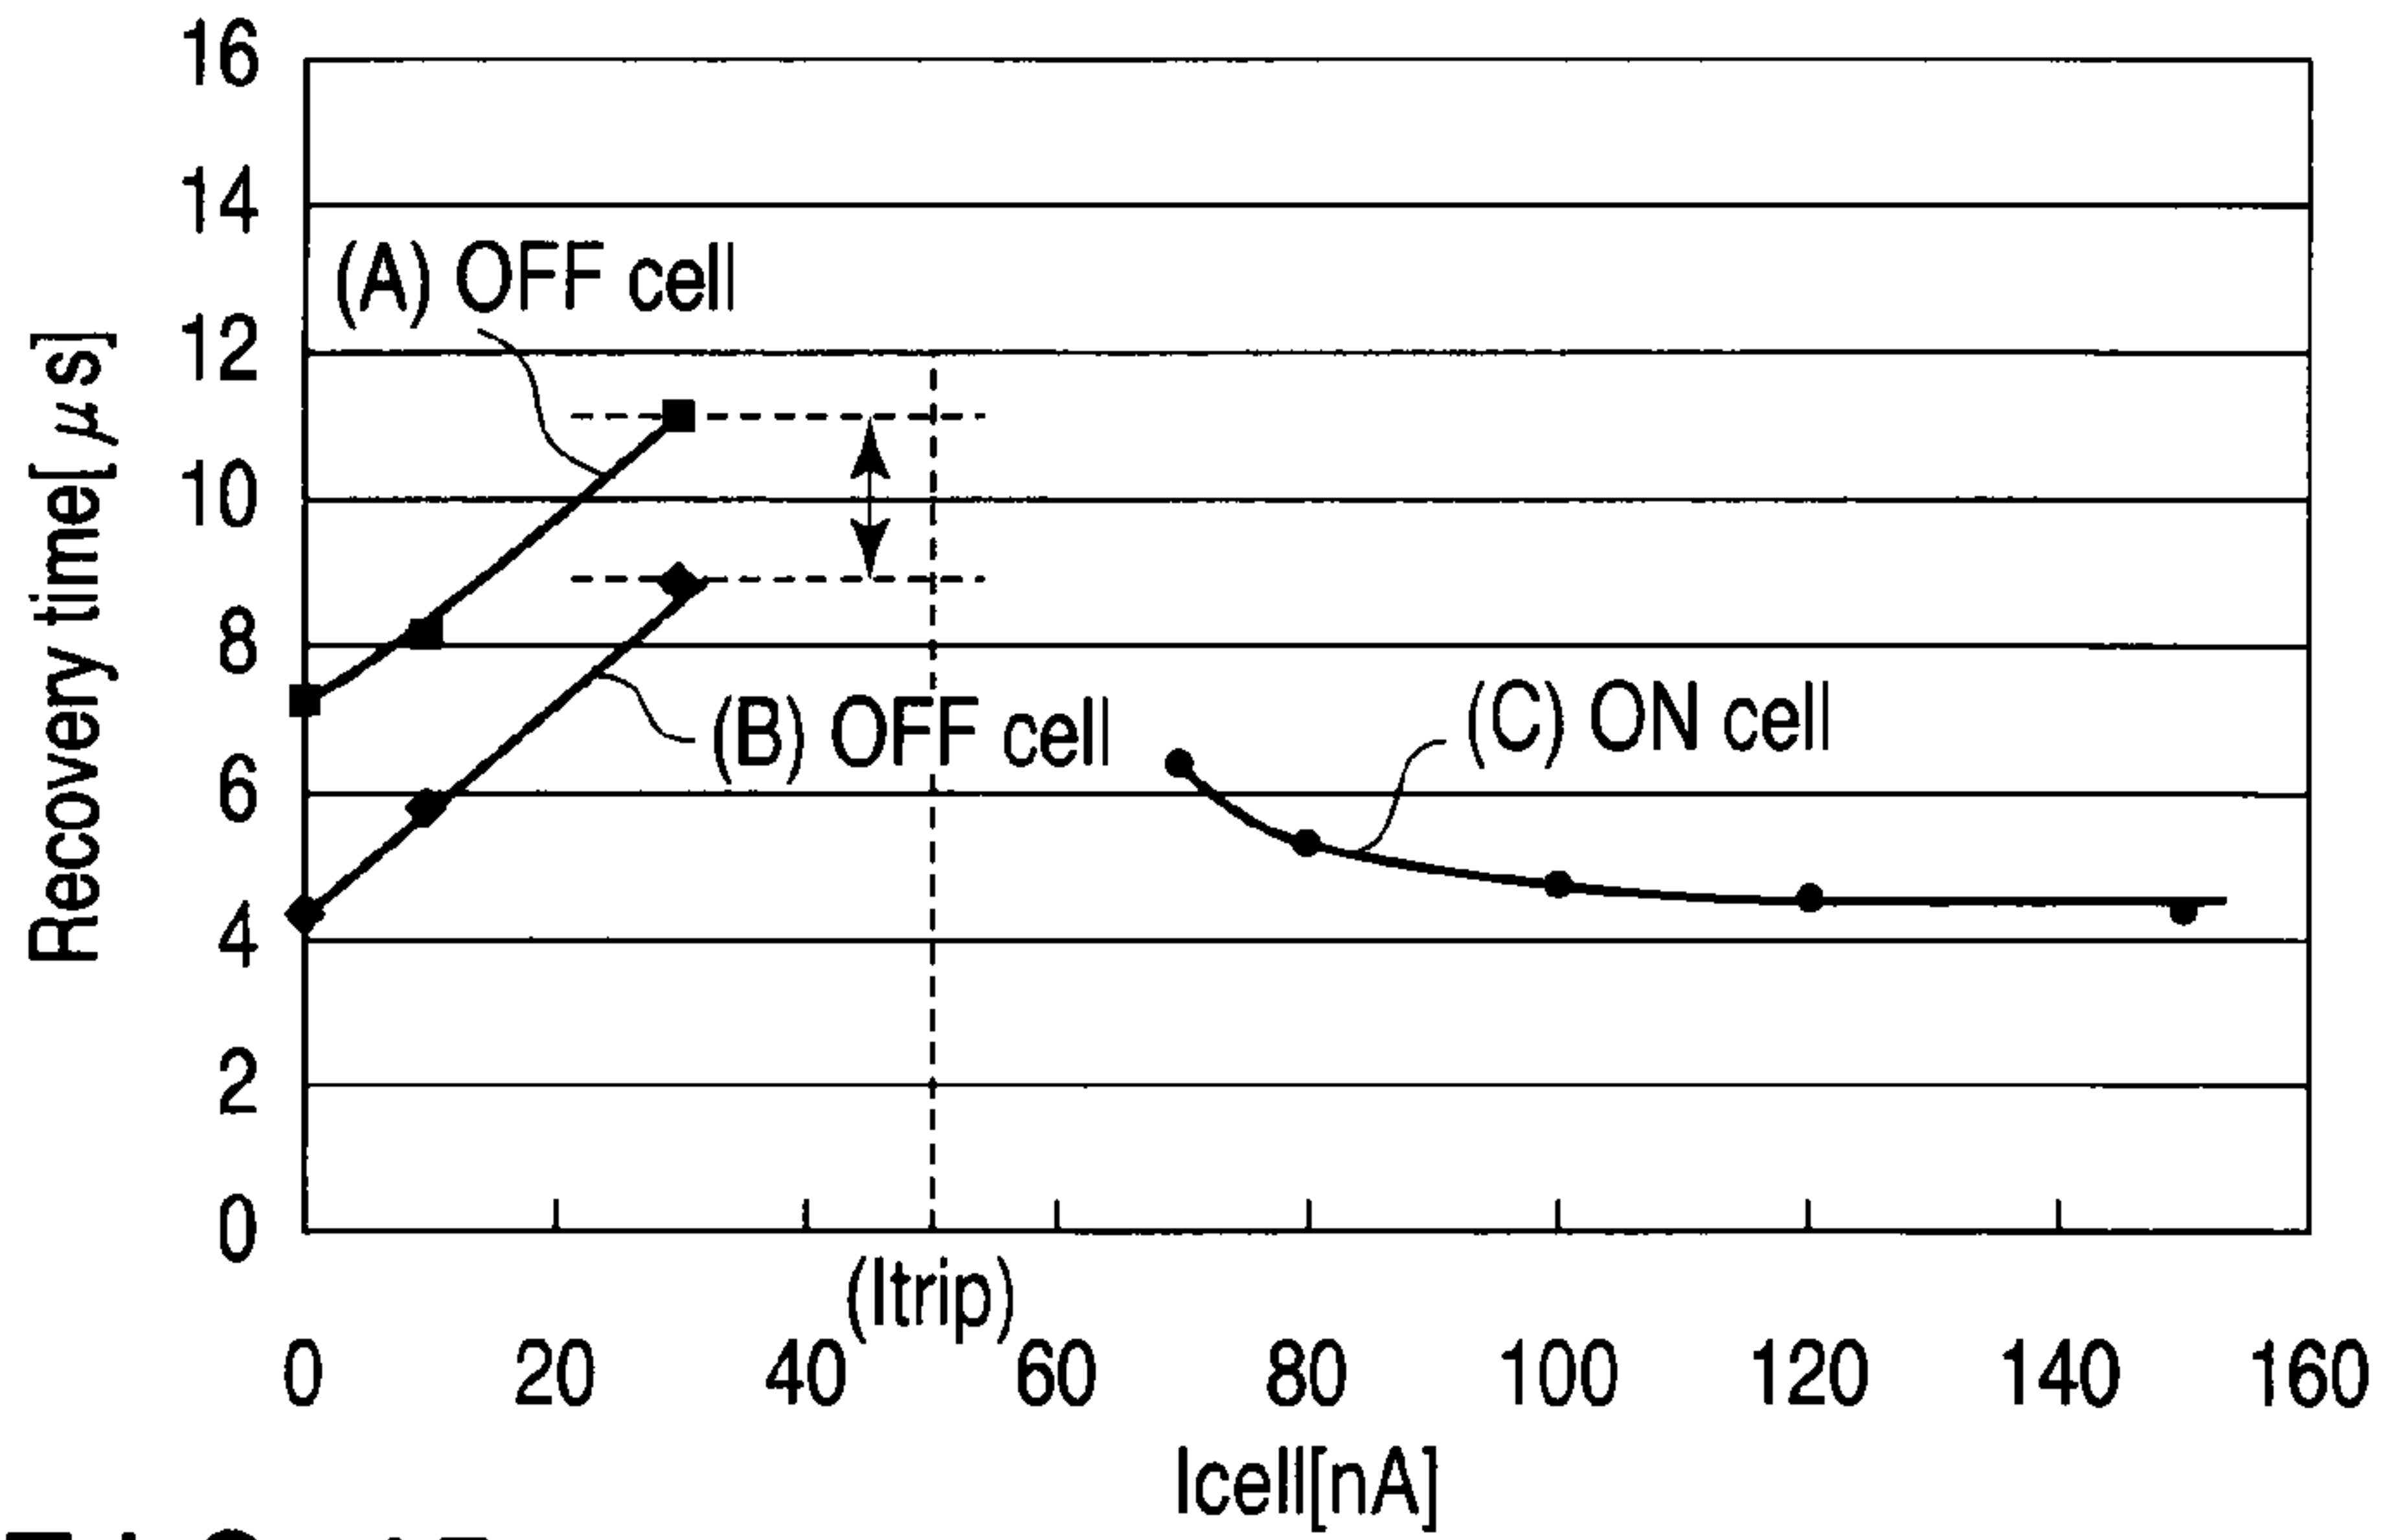 16
14
(A) OFF cell
12
10
8
(B) OFF cell
(C) ON cell
6
4
2
0
Recovery time[μs]
(Itrip)
0 20 40 60 80 100 120 140 160
Icell[nA]